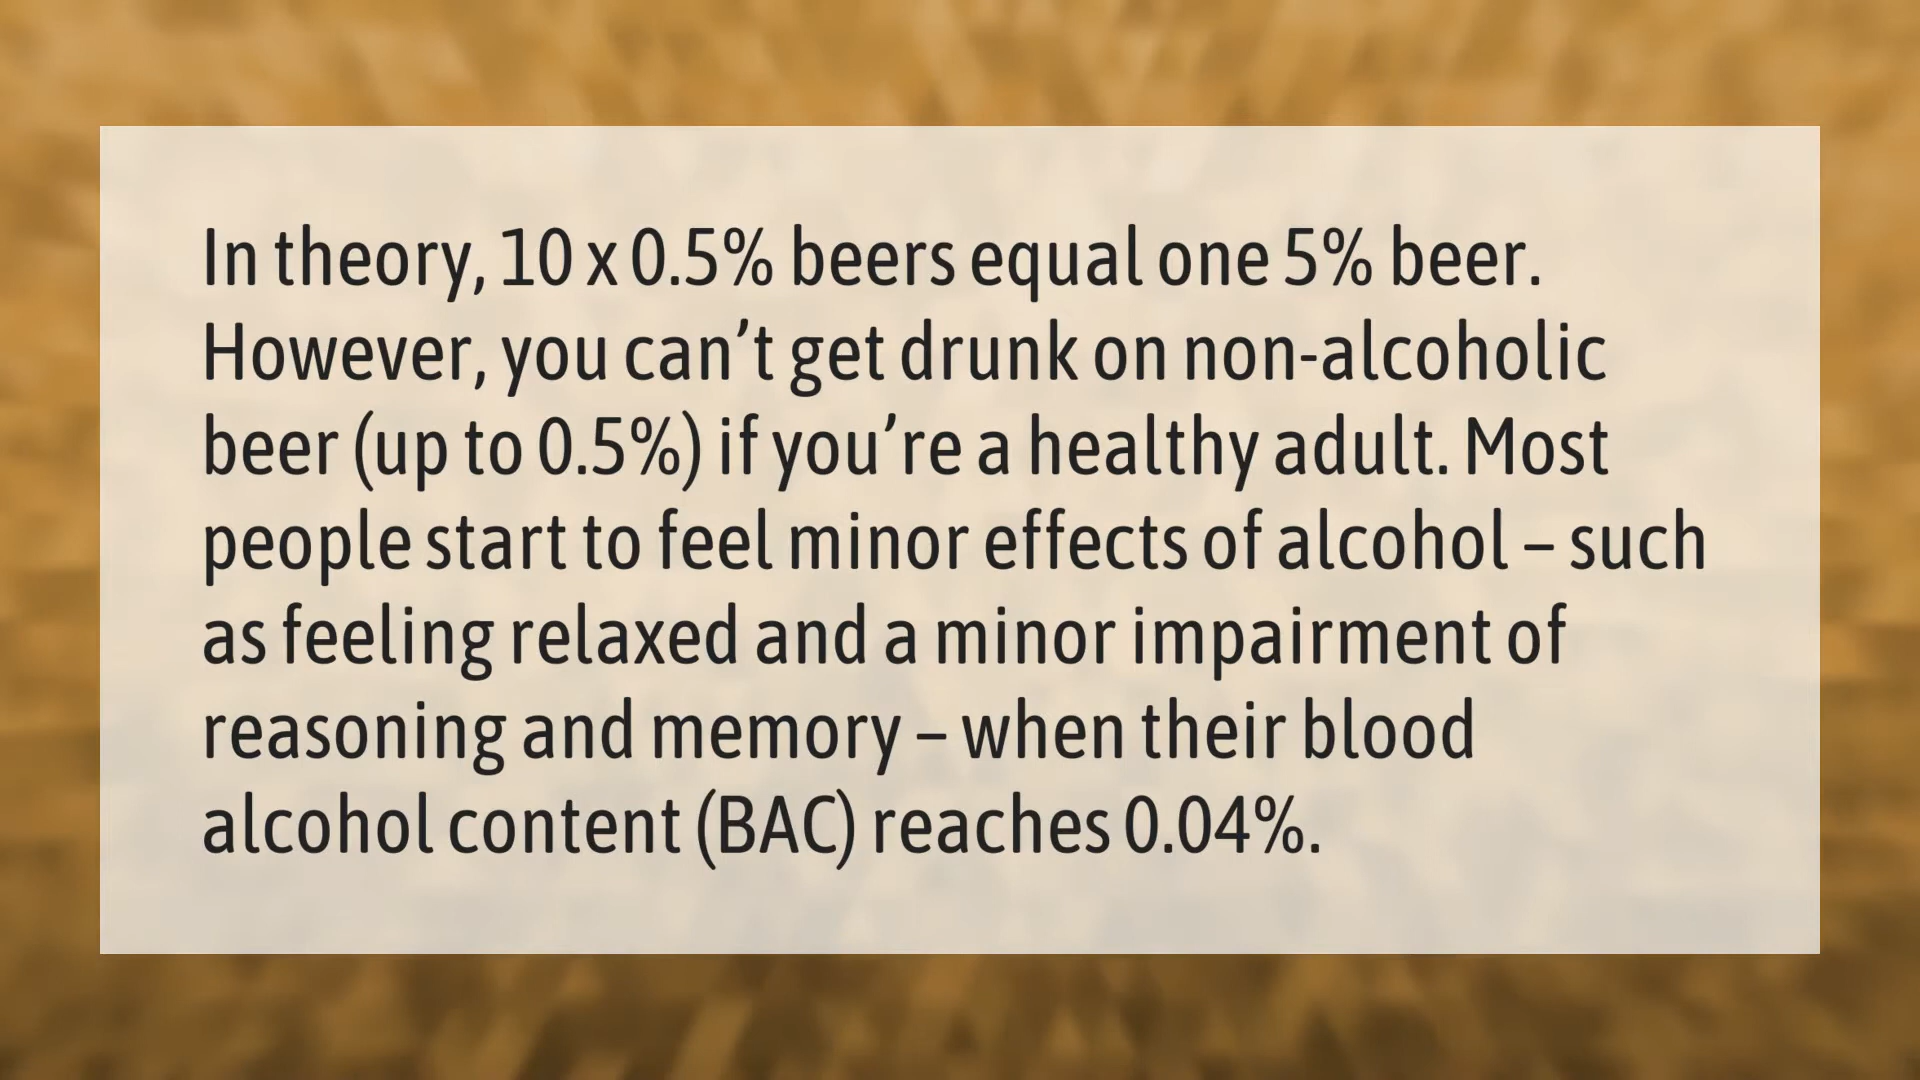 In theory, 10 x 0.5% beers equal one 5% beer.
However, you can’t get drunk on non-alcoholic
beer (up to 0.5%) if you’re a healthy adult. Most
people start to feel minor effects of alcohol – such
as feeling relaxed and a minor impairment of
reasoning and memory – when their blood
alcohol content (BAC) reaches 0.04%.